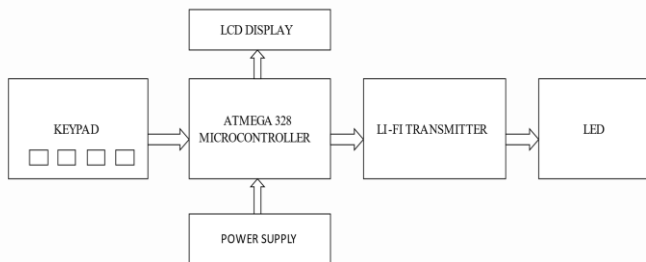 LCD DISPLAY
KEYPAD
ATMEGA 328
MICROCONTROLLER
LI-FI TRANSMITTER
LED
POWER SUPPLY